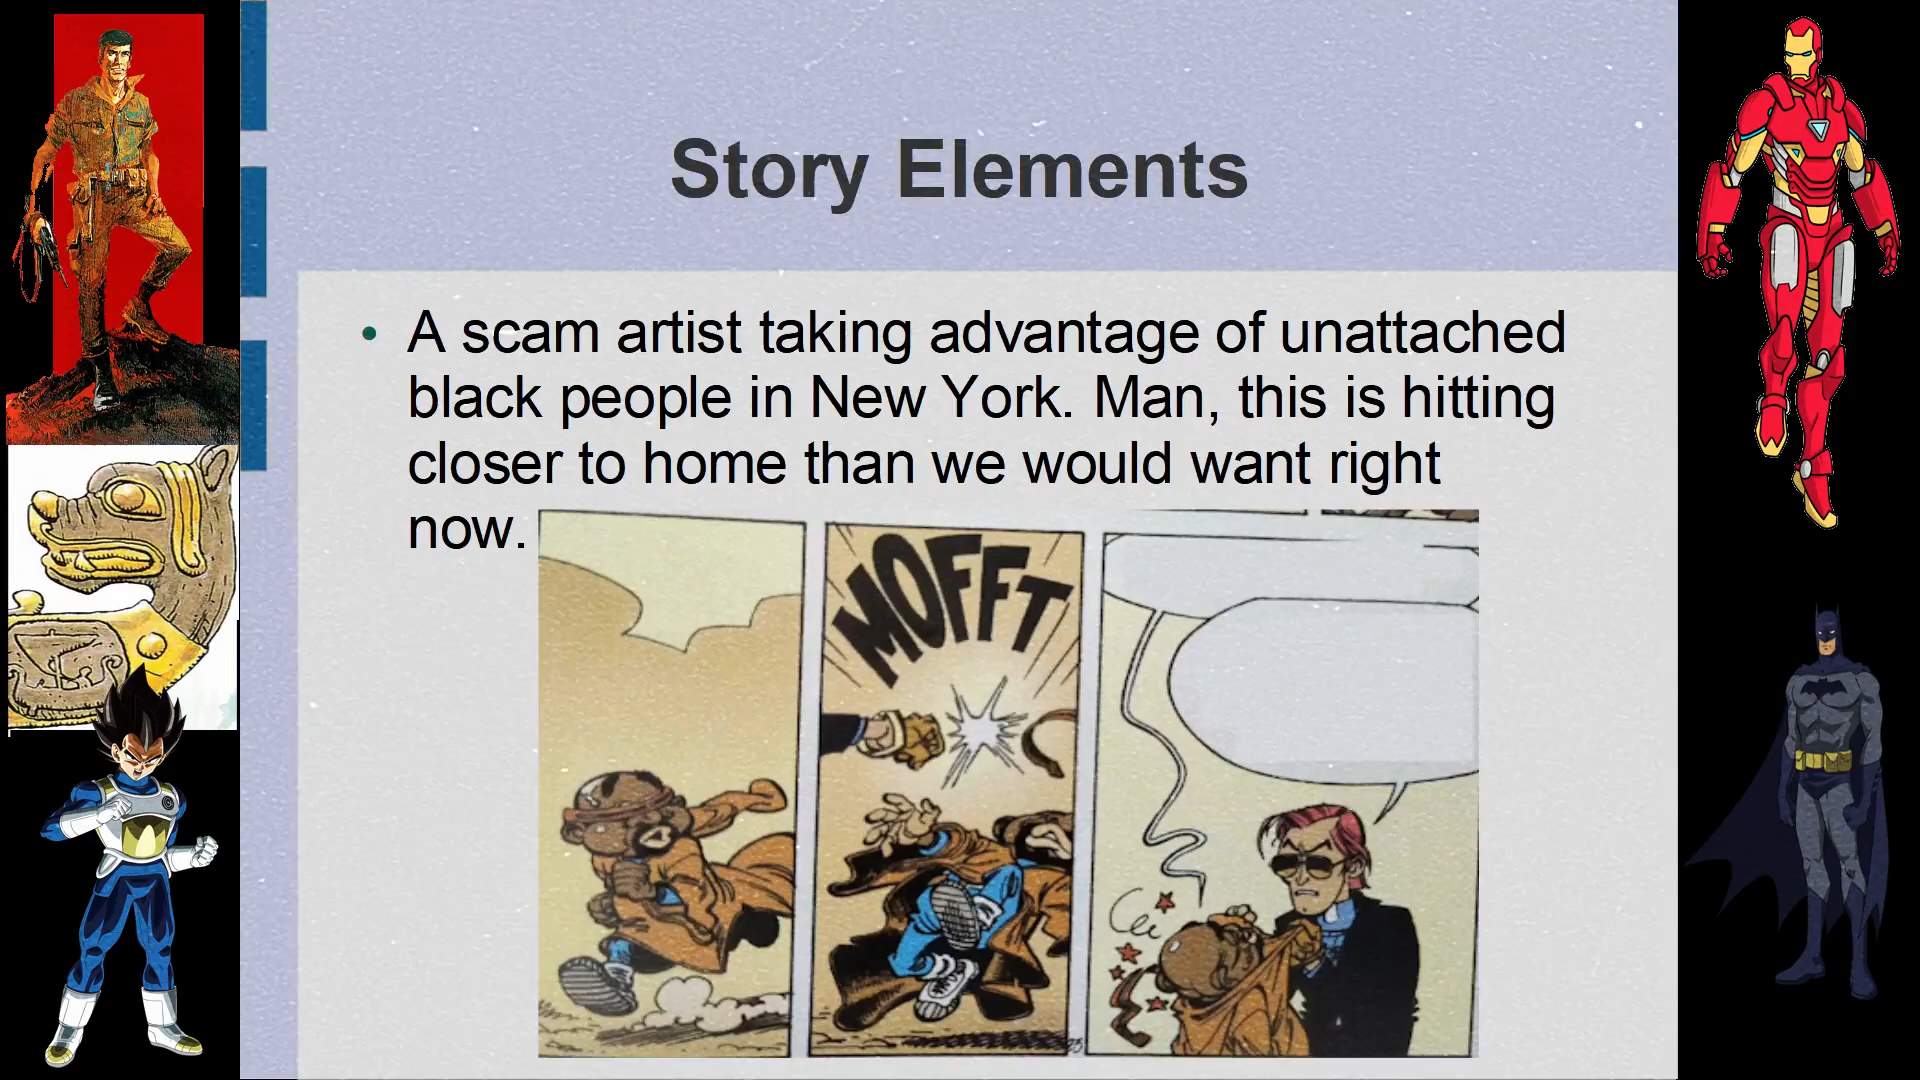 Story Elements
• A scam artist taking advantage of unattached
black people in New York. Man, this is hitting
closer to home than we would want right
now.
MOFFT